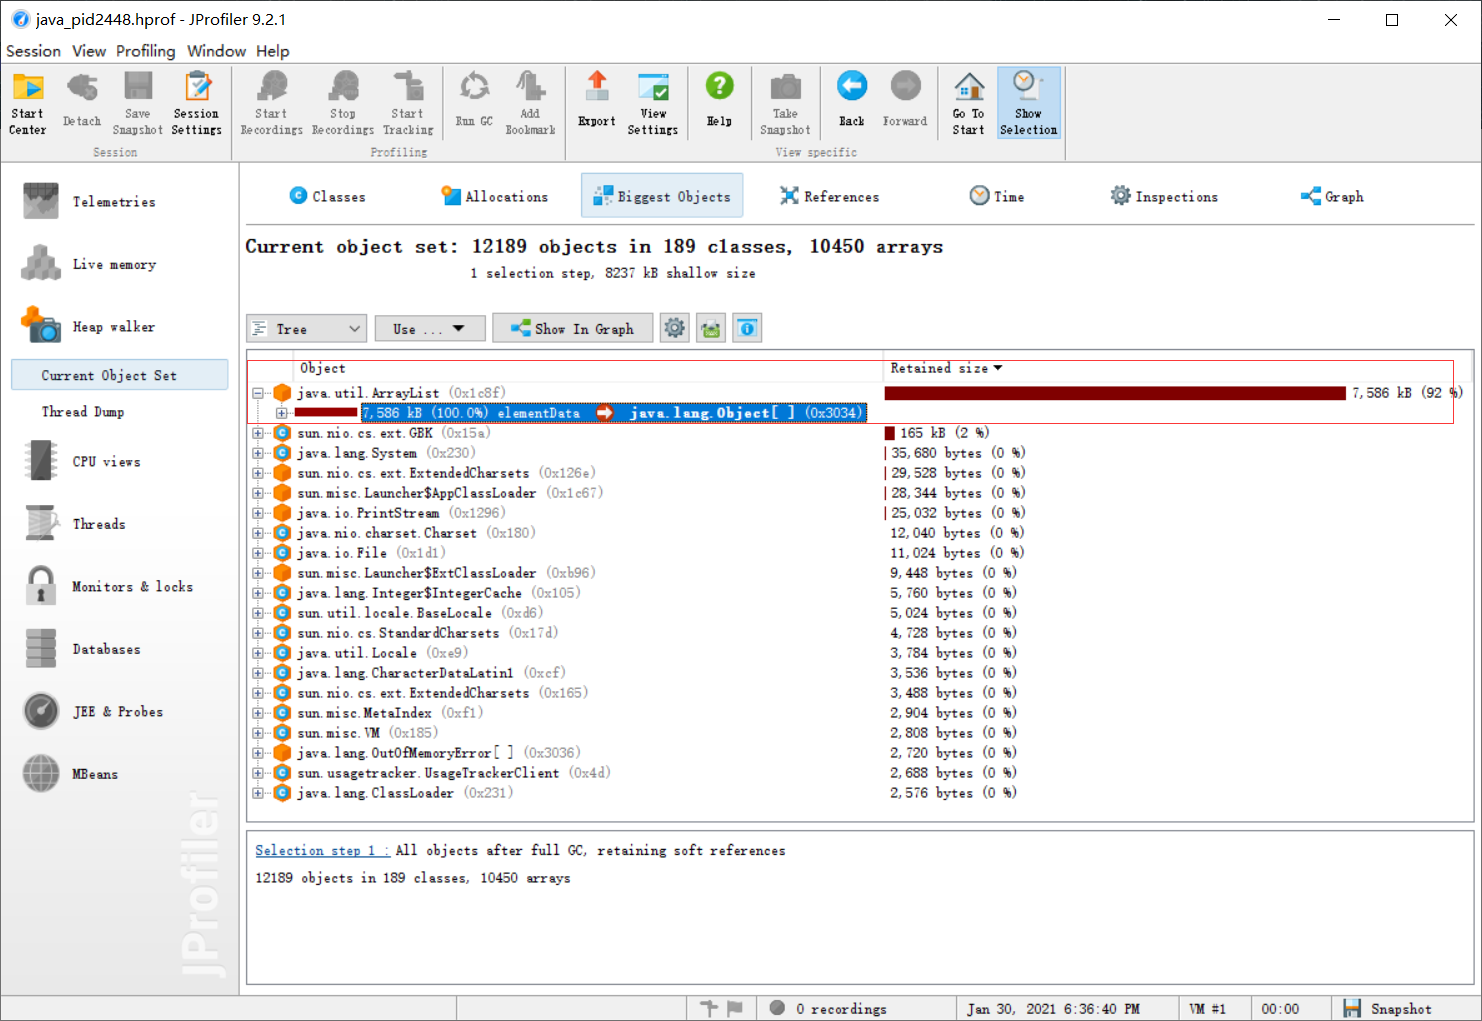 java_pid2448.hprof - JProfiler 9.2.1
Session View Profiling Window Help
Start Center
Detach
Save Snapshot
Session Settings
Start Recordings
Stop Recordings
Start Tracking
Run GC
Add Bookmark
Export
View Settings
Help
Take Snapshot
Back
Forward
Go To Start
Show Selection
Session
Profiling
View specific
Telemetries
Live memory
Heap walker
Current Object Set
Thread Dump
CPU views
Threads
Monitors & locks
Databases
JEE & Probes
MBeans
JProfiler
Classes Allocations Biggest Objects References Time Inspections Graph
Current object set: 12189 objects in 189 classes, 10450 arrays
1 selection step, 8237 kB shallow size
Tree Use ... Show In Graph
Object Retained size
java.util.ArrayList (0x1c8f) 7,586 kB (92 %)
7,586 kB (100.0%) elementData java.lang.Object[ ] (0x3034)
sun.nio.cs.ext.GBK (0x15a) 165 kB (2 %)
java.lang.System (0x230) 35,680 bytes (0 %)
sun.nio.cs.ext.ExtendedCharsets (0x126e) 29,528 bytes (0 %)
sun.misc.Launcher$AppClassLoader (0x1c67) 28,344 bytes (0 %)
java.io.PrintStream (0x1296) 25,032 bytes (0 %)
java.nio.charset.Charset (0x180) 12,040 bytes (0 %)
java.io.File (0x1d1) 11,024 bytes (0 %)
sun.misc.Launcher$ExtClassLoader (0xb96) 9,448 bytes (0 %)
java.lang.Integer$IntegerCache (0x105) 5,760 bytes (0 %)
sun.util.locale.BaseLocale (0xd6) 5,024 bytes (0 %)
sun.nio.cs.StandardCharsets (0x17d) 4,728 bytes (0 %)
java.util.Locale (0xe9) 3,784 bytes (0 %)
java.lang.CharacterDataLatin1 (0xcf) 3,536 bytes (0 %)
sun.nio.cs.ext.ExtendedCharsets (0x165) 3,488 bytes (0 %)
sun.misc.MetaIndex (0xf1) 2,904 bytes (0 %)
sun.misc.VM (0x185) 2,808 bytes (0 %)
java.lang.OutOfMemoryError[ ] (0x3036) 2,720 bytes (0 %)
sun.usagetracker.UsageTrackerClient (0x4d) 2,688 bytes (0 %)
java.lang.ClassLoader (0x231) 2,576 bytes (0 %)
Selection step 1 : All objects after full GC, retaining soft references
12189 objects in 189 classes, 10450 arrays
0 recordings Jan 30, 2021 6:36:40 PM VM #1 00:00 Snapshot